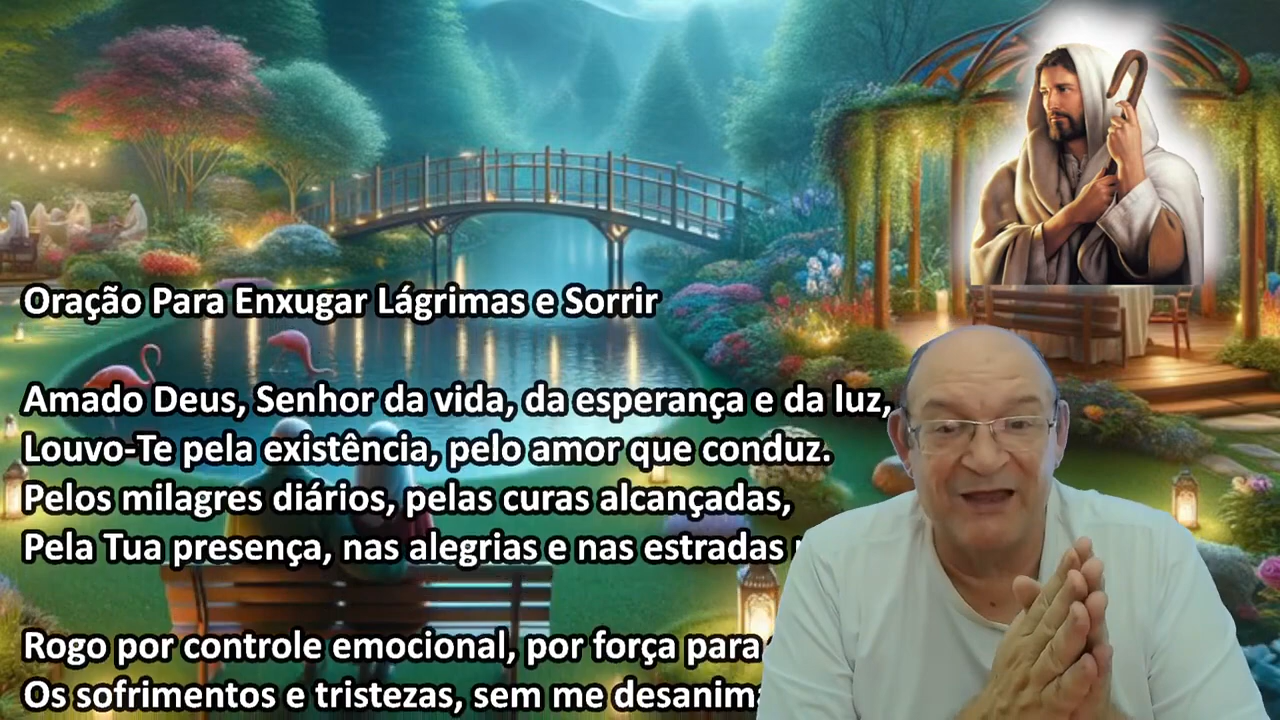 Oração Para Enxugar Lágrimas e Sorrir
Amado Deus, Senhor da vida, da esperança e da luz,
Louvo-Te pela existência, pelo amor que conduz.
Pelos milagres diários, pelas curas alcançadas,
Pela Tua presença, nas alegrias e nas estradas
Rogo por controle emocional, por força para
Os sofrimentos e tristezas, sem me